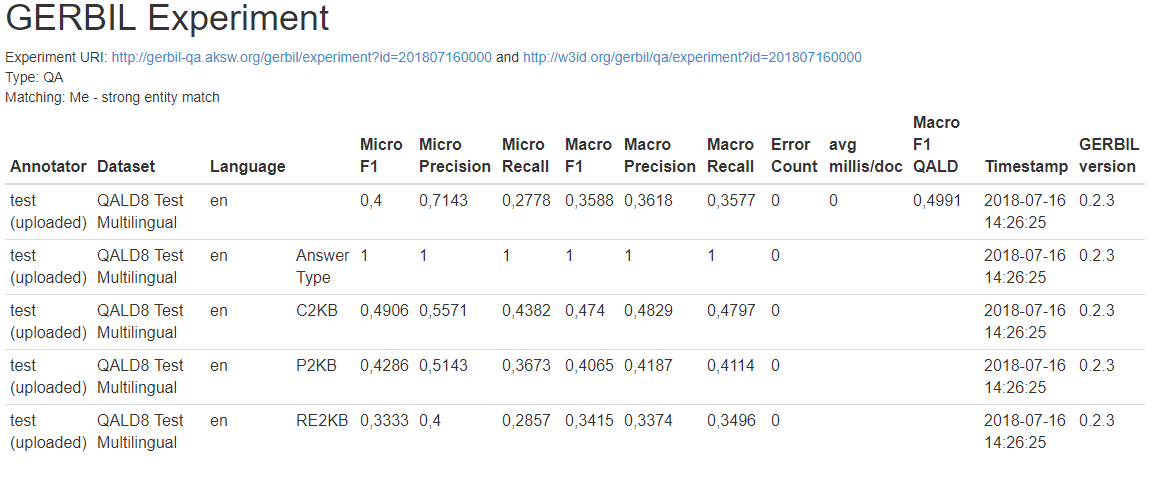 GERBIL Experiment
Experiment URI: http://gerbil-qa.aksw.org/gerbil/experiment?id=201807160000 and http://w3id.org/gerbil/qa/experiment?id=201807160000
Type: QA
Matching: Me - strong entity match
Annotator Dataset Language Micro F1 Micro Precision Micro Recall Macro F1 Macro Precision Macro Recall Error Count avg millis/doc Macro F1 QALD Timestamp GERBIL version
test (uploaded) QALD8 Test Multilingual en 0,4 0,7143 0,2778 0,3588 0,3618 0,3577 0 0 0,4991 2018-07-16 14:26:25 0.2.3
test (uploaded) QALD8 Test Multilingual en Answer Type 1 1 1 1 1 1 0 2018-07-16 14:26:25 0.2.3
test (uploaded) QALD8 Test Multilingual en C2KB 0,4906 0,5571 0,4382 0,474 0,4829 0,4797 0 2018-07-16 14:26:25 0.2.3
test (uploaded) QALD8 Test Multilingual en P2KB 0,4286 0,5143 0,3673 0,4065 0,4187 0,4114 0 2018-07-16 14:26:25 0.2.3
test (uploaded) QALD8 Test Multilingual en RE2KB 0,3333 0,4 0,2857 0,3415 0,3374 0,3496 0 2018-07-16 14:26:25 0.2.3